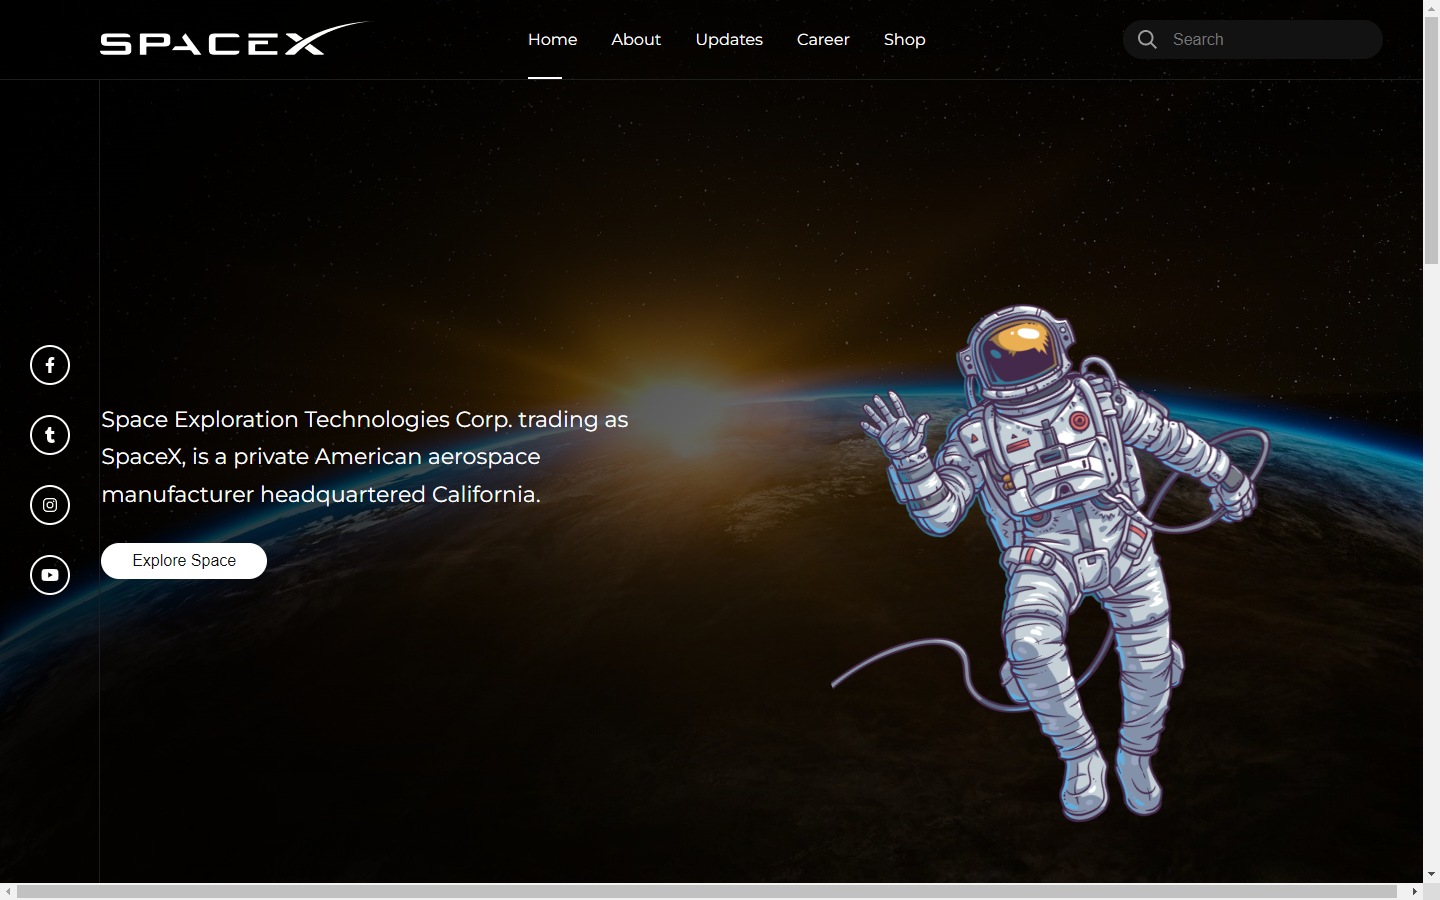 SPACEX
Home About Updates Career Shop
Search
Space Exploration Technologies Corp. trading as
SpaceX, is a private American aerospace
manufacturer headquartered California.
Explore Space